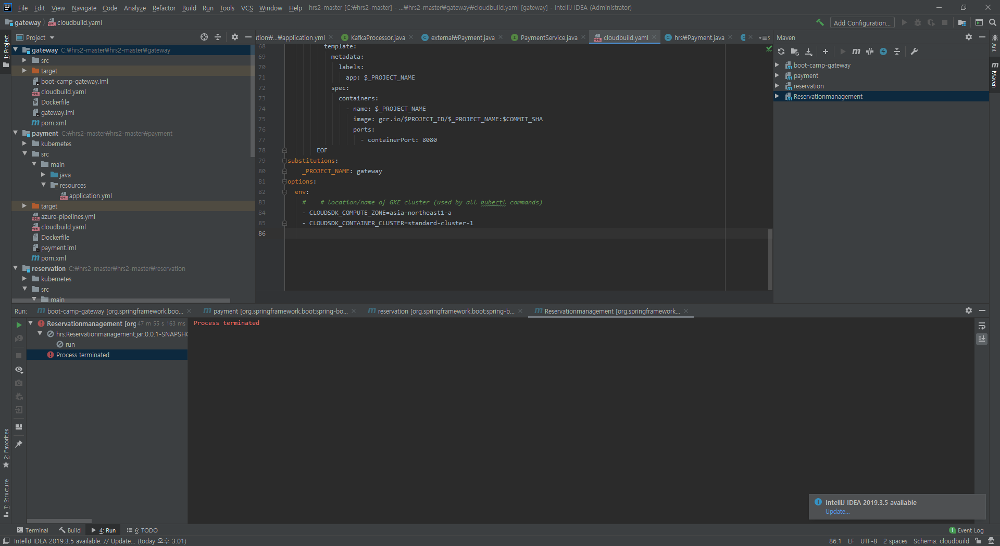 File Edit View Navigate Code Analyze Refactor Build Run Tools VCS Window Help hrs2-master [C:₩hrs2-master] - ...₩hrs2-master₩gateway₩cloudbuild.yaml [gateway] - IntelliJ IDEA (Administrator)
gateway cloudbuild.yaml Add Configuration...
1: Project
Project
gateway C:₩hrs2-master₩hrs2-master₩gateway
src
target
boot-camp-gateway.iml
cloudbuild.yaml
Dockerfile
gateway.iml
pom.xml
payment C:₩hrs2-master₩hrs2-master₩payment
kubernetes
src
main
java
resources
application.yml
target
azure-pipelines.yml
cloudbuild.yaml
Dockerfile
payment.iml
pom.xml
reservation C:₩hrs2-master₩hrs2-master₩reservation
kubernetes
src
main
ation₩...₩application.yml KafkaProcessor.java external₩Payment.java PaymentService.java cloudbuild.yaml hrs₩Payment.java
68 template:
69 metadata:
70 labels:
71 app: $_PROJECT_NAME
72 spec:
73 containers:
74 - name: $_PROJECT_NAME
75 image: gcr.io/$PROJECT_ID/$_PROJECT_NAME:$COMMIT_SHA
76 ports:
77 - containerPort: 8080
78 EOF
79 substitutions:
80 _PROJECT_NAME: gateway
81 options:
82 env:
83 # # location/name of GKE cluster (used by all kubectl commands)
84 - CLOUDSDK_COMPUTE_ZONE=asia-northeast1-a
85 - CLOUDSDK_CONTAINER_CLUSTER=standard-cluster-1
86
Maven
boot-camp-gateway
payment
reservation
Reservationmanagement
Ant
Maven
Run: boot-camp-gateway [org.springframework.boo... payment [org.springframework.boot:spring-bo... reservation [org.springframework.boot:spring-b... Reservationmanagement [org.springframework...
Reservationmanagement [org 47 m 55 s 163 ms
hrs:Reservationmanagement:jar:0.0.1-SNAPSHO
run
Process terminated
Process terminated
2: Favorites
7: Structure
IntelliJ IDEA 2019.3.5 available
Update...
Terminal Build 4: Run 6: TODO 1 Event Log
IntelliJ IDEA 2019.3.5 available: // Update... (today 오후 3:01) 86:1 LF UTF-8 2 spaces Schema: cloudbuild